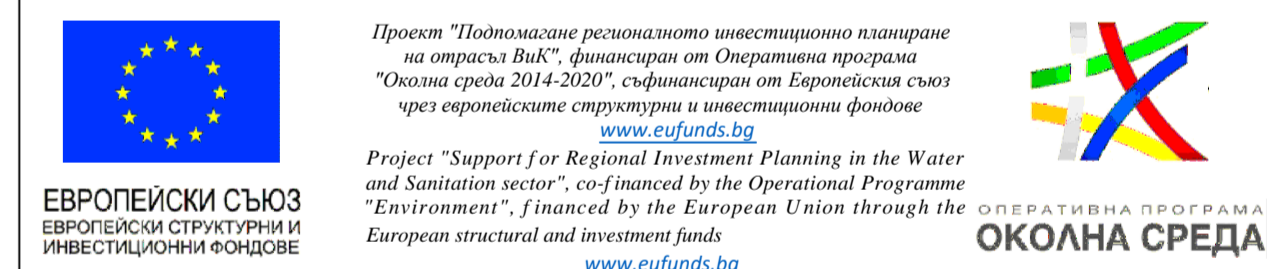 ЕВРОПЕЙСКИ СЪЮЗ
ЕВРОПЕЙСКИ СТРУКТУРНИ И
ИНВЕСТИЦИОННИ ФОНДОВЕ
Проект "Подпомагане регионалното инвестиционно планиране
на отрасъл ВиК", финансиран от Оперативна програма
"Околна среда 2014-2020", съфинансиран от Европейския съюз
чрез европейските структурни и инвестиционни фондове
www.eufunds.bg
Project "Support for Regional Investment Planning in the Water
and Sanitation sector", co-financed by the Operational Programme
"Environment", financed by the European Union through the
European structural and investment funds
www.eufunds.bg
ОПЕРАТИВНА ПРОГРАМА
ОКОЛНА СРЕДА